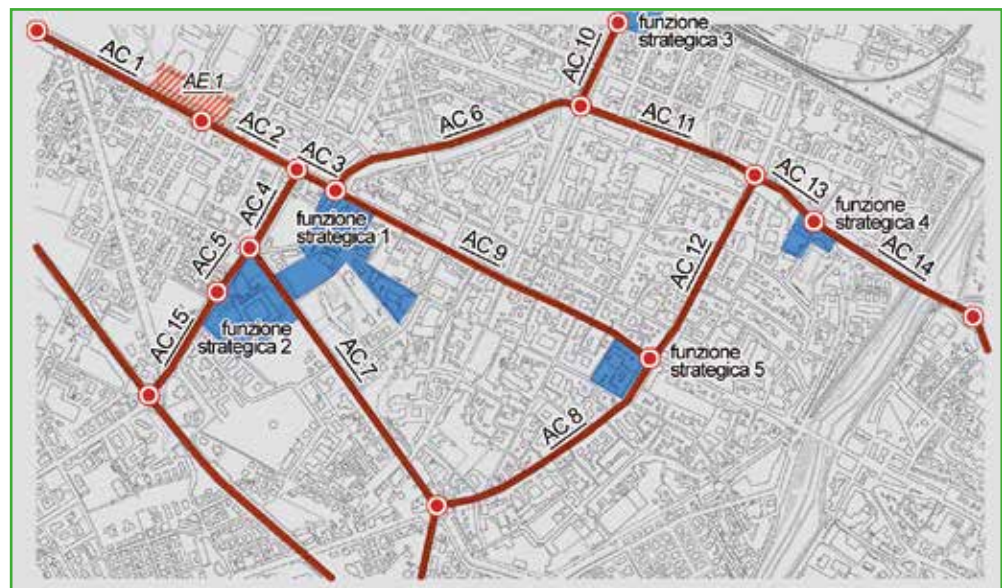 funzione
strategica 3
AC 10
AC 1
AE 1
AC 2
AC 6
AC 11
AC 3
AC 13
AC 4
funzione
strategica 1
funzione
strategica 4
AC 9
AC 12
AC 5
AC 14
AC 15
funzione
strategica 2
AC 7
funzione
strategica 5
AC 8